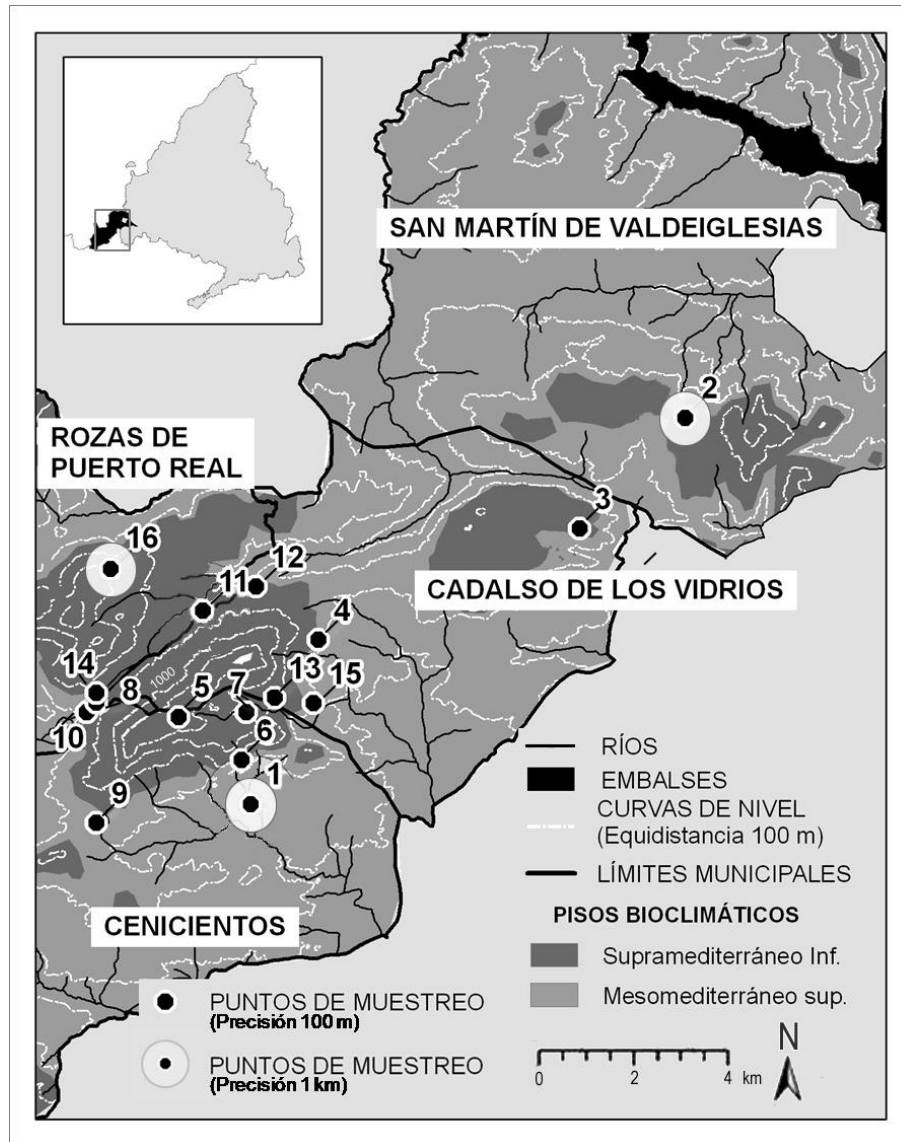 SAN MARTÍN DE VALDEIGLESIAS
2
ROZAS DE
PUERTO REAL
3
16
12
11
CADALSO DE LOS VIDRIOS
4
1000
14
8
5
7
13
15
10
6
1
9
RÍOS
EMBALSES
CURVAS DE NIVEL
(Equidistancia 100 m)
LÍMITES MUNICIPALES
PISOS BIOCLIMÁTICOS
Supramediterráneo Inf.
Mesomediterráneo sup.
CENICIENTOS
PUNTOS DE MUESTREO
(Precisión 100 m)
PUNTOS DE MUESTREO
(Precisión 1 km)
N
0 2 4 km